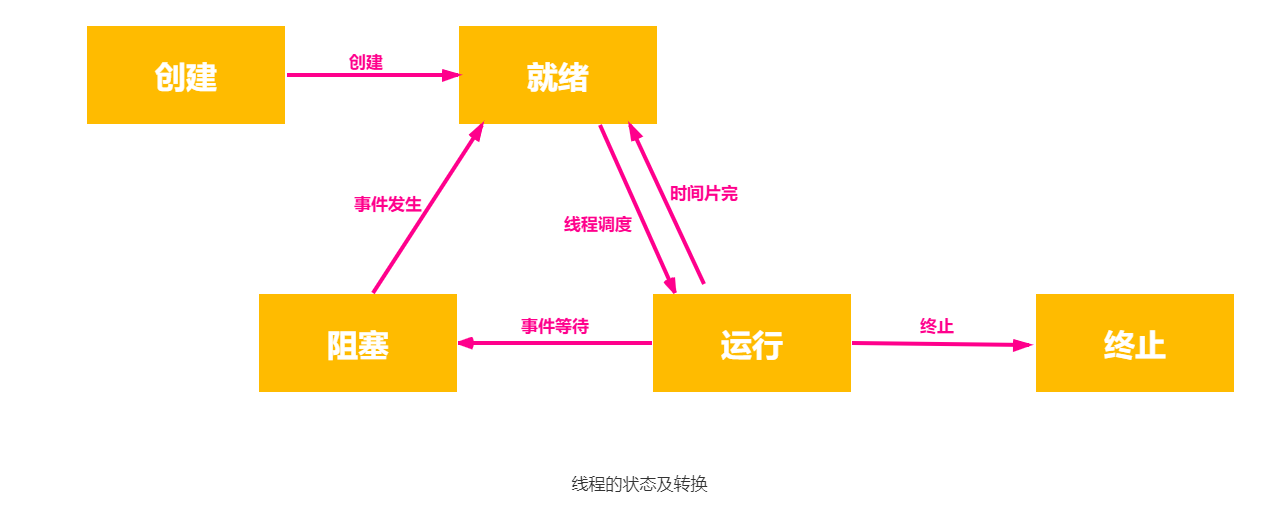 创建
创建
就绪
事件发生
时间片完
线程调度
阻塞
事件等待
运行
终止
终止
线程的状态及转换